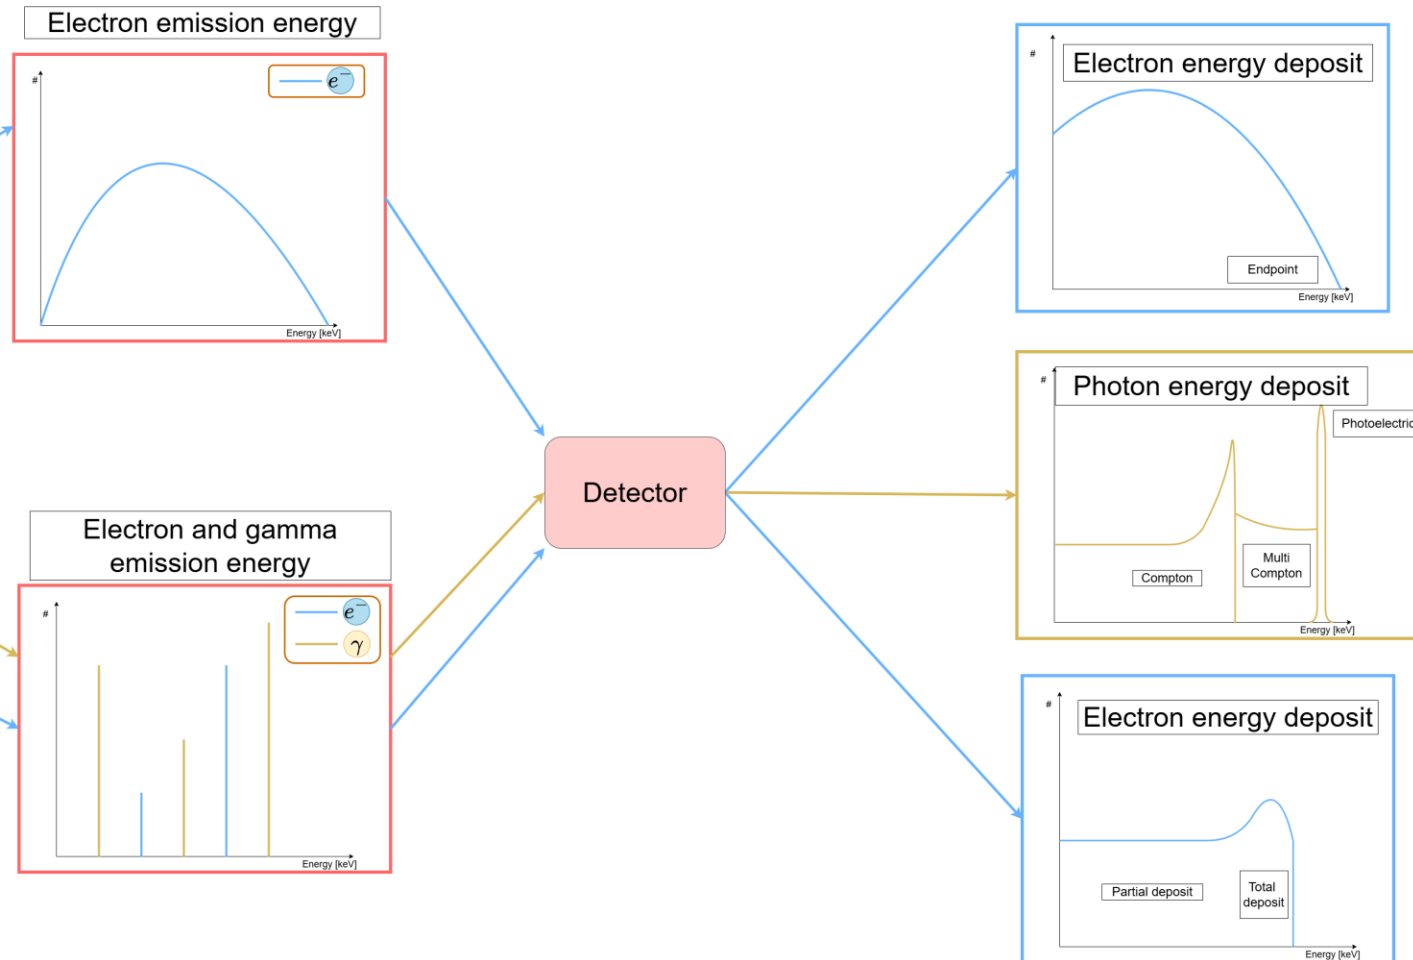 Electron emission energy
#
e⁻
Energy [keV]
Electron and gamma
emission energy
#
e⁻
γ
Energy [keV]
Detector
#
Electron energy deposit
Endpoint
Energy [keV]
#
Photon energy deposit
Photoelectric
Compton
Multi
Compton
Energy [keV]
#
Electron energy deposit
Partial deposit
Total
deposit
Energy [keV]